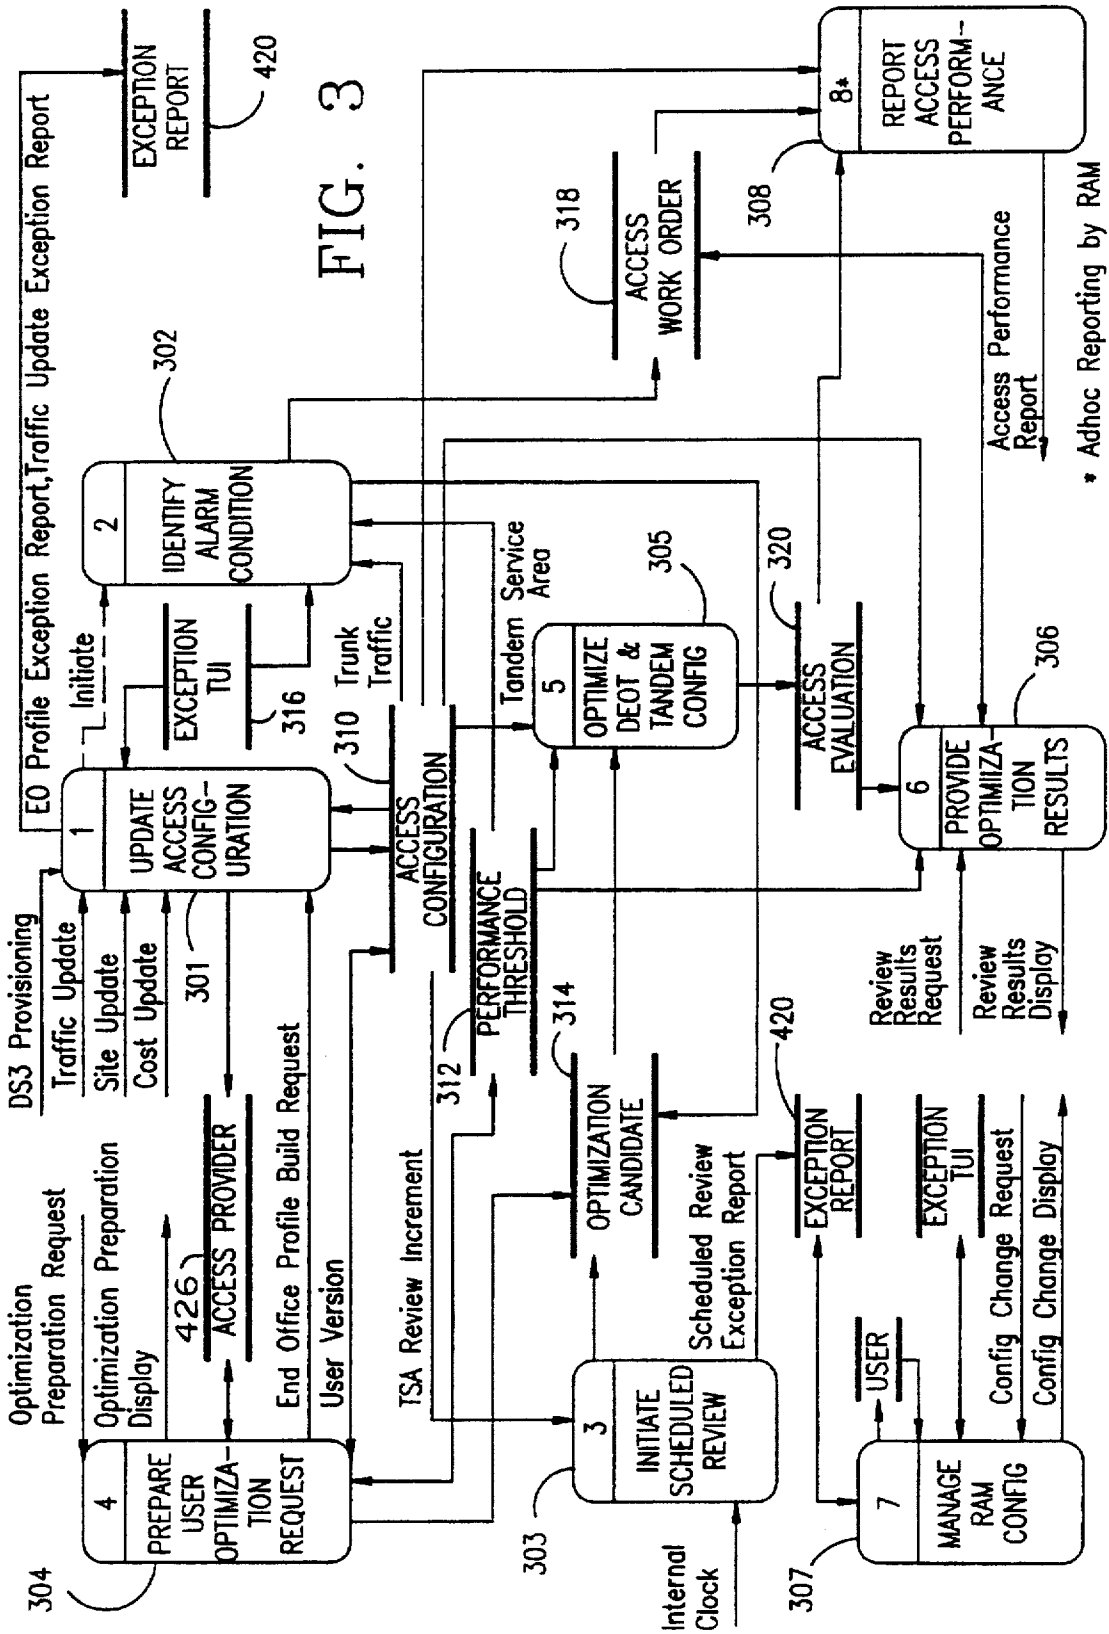 Optimization
Preparation Request
Optimization Preparation
Display
304
4
PREPARE
USER
OPTIMIZA-
TION
REQUEST
426
ACCESS PROVIDER
End Office Profile Build Request
User Version
DS3 Provisioning
Traffic Update
Site Update
Cost Update
301
1
UPDATE
ACCESS
CONFIG-
URATION
EO Profile Exception Report,Traffic Update Exception Report
Initiate
EXCEPTION
TUI
316
2
IDENTIFY
ALARM
CONDITION
302
EXCEPTION
REPORT
420
FIG. 3
310
ACCESS
CONFIGURATION
Trunk
Traffic
TSA Review Increment
312
PERFORMANCE
THRESHOLD
Tandem Service
Area
303
3
INITIATE
SCHEDULED
REVIEW
Internal
Clock
314
OPTIMIZATION
CANDIDATE
Scheduled Review
Exception Report
5
OPTIMIZE
DEOT &
TANDEM
CONFIG
305
318
ACCESS
WORK ORDER
308
8*
REPORT
ACCESS
PERFORM-
ANCE
320
ACCESS
EVALUATION
307
7
MANAGE
RAM
CONFIG
USER
420
EXCEPTION
REPORT
EXCEPTION
TUI
Config Change Request
Config Change Display
Review
Results
Request
Review
Results
Display
6
PROVIDE
OPTIMIIZA-
TION
RESULTS
306
Access Performance
Report
* Adhoc Reporting by RAM